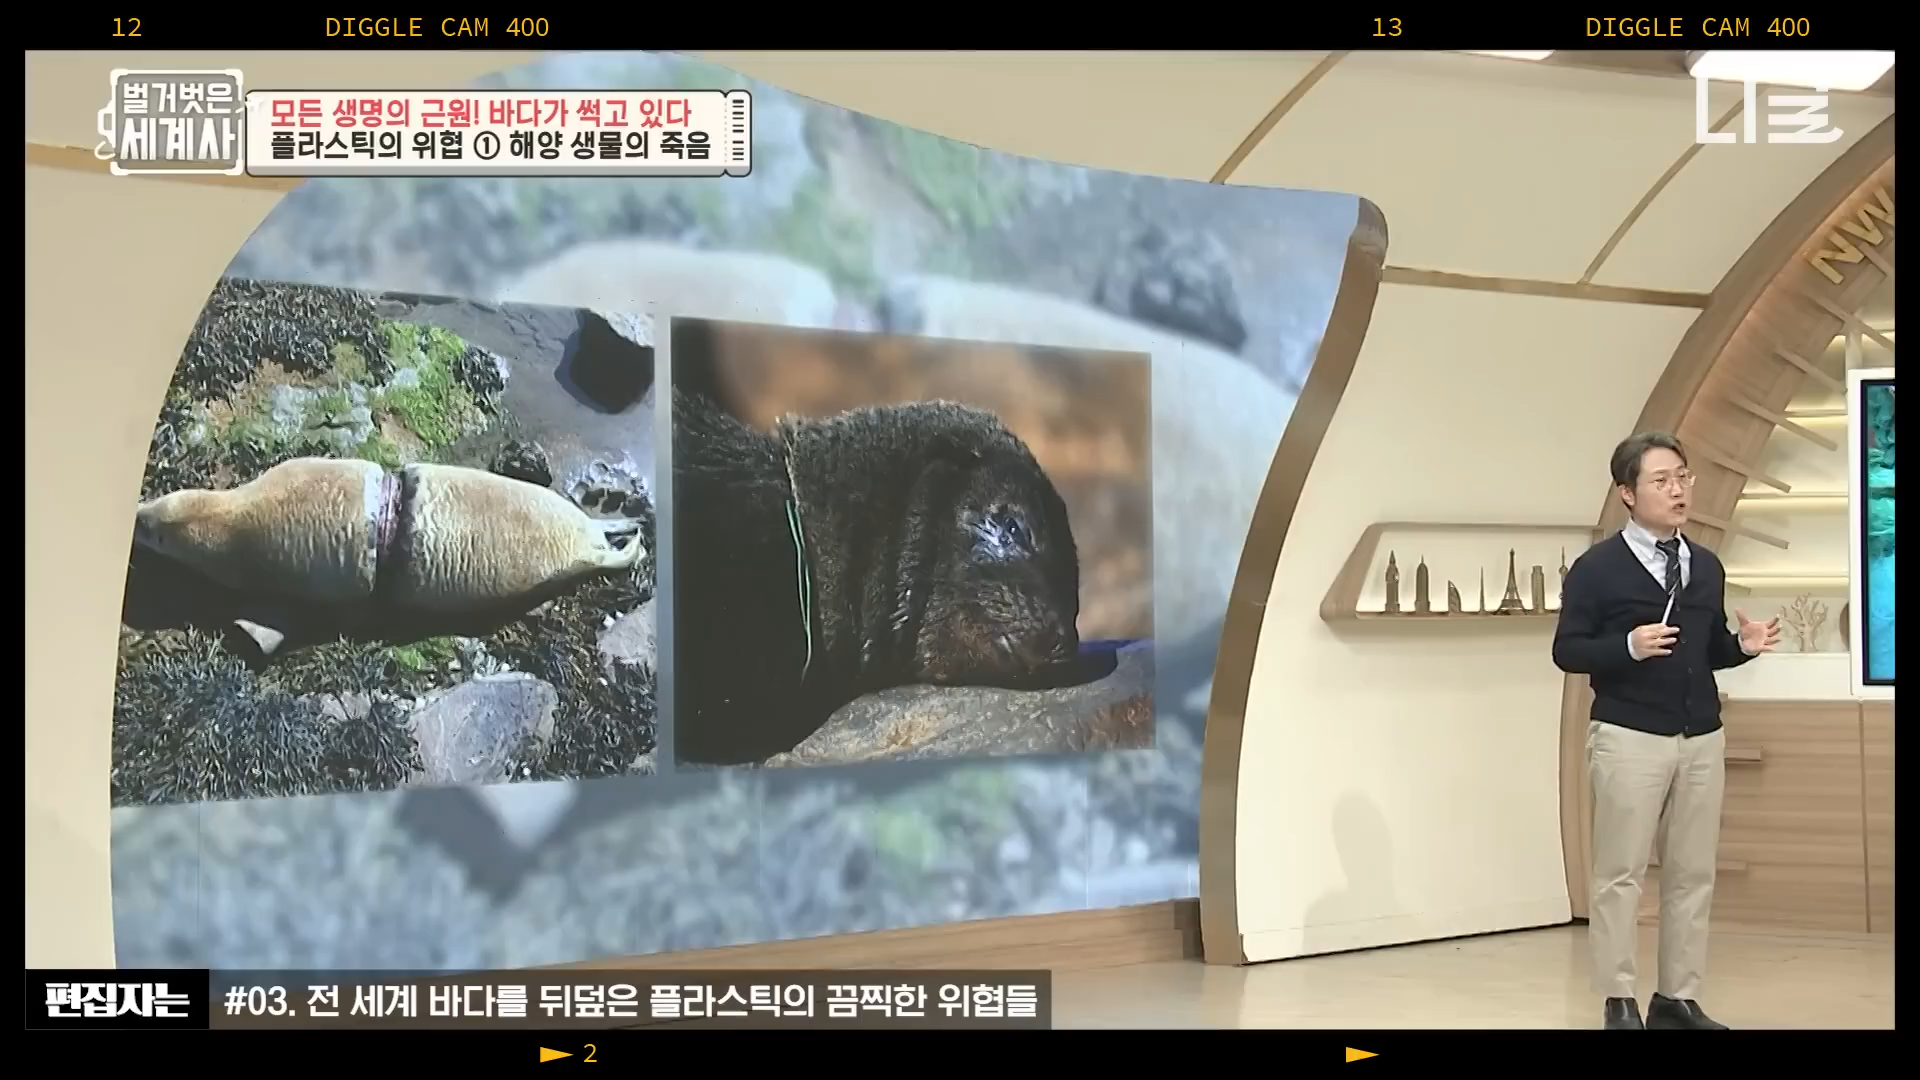 12
DIGGLE CAM 400
13
DIGGLE CAM 400
벌거벗은
세계사
모든 생명의 근원! 바다가 썩고 있다
플라스틱의 위협 ① 해양 생물의 죽음
디글
편집자는
#03. 전 세계 바다를 뒤덮은 플라스틱의 끔찍한 위협들
2